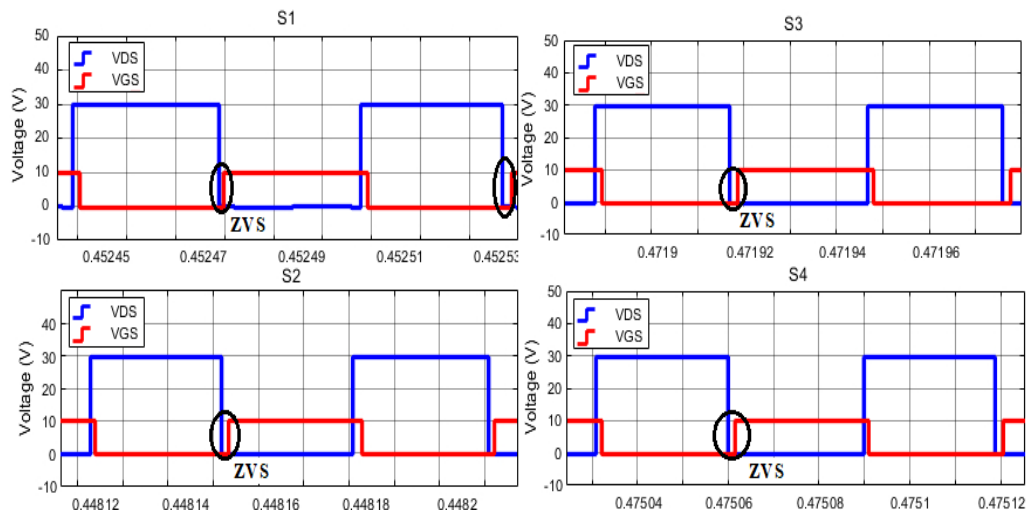 S1
50
40
30
20
10
0
-10
Voltage (V)
VDS
VGS
ZVS
0.45245 0.45247 0.45249 0.45251 0.45253
S3
50
40
30
20
10
0
-10
Voltage (V)
VDS
VGS
ZVS
0.4719 0.47192 0.47194 0.47196
S2
40
30
20
10
0
-10
Voltage (V)
VDS
VGS
ZVS
0.44812 0.44814 0.44816 0.44818 0.4482
S4
50
40
30
20
10
0
-10
Voltage (V)
VDS
VGS
ZVS
0.47504 0.47506 0.47508 0.4751 0.47512